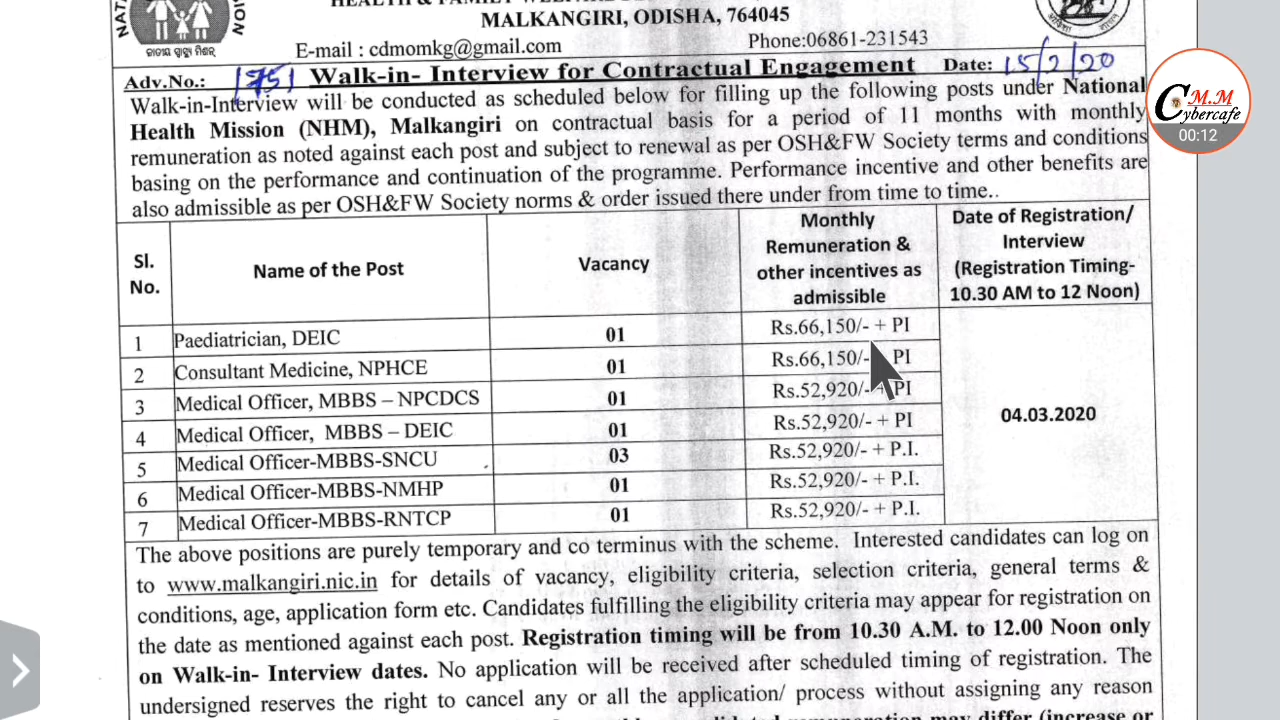 MALKANGIRI, ODISHA, 764045
E-mail : cdmomkg@gmail.com Phone:06861-231543
ଜାତୀୟ ସ୍ୱାସ୍ଥ୍ୟ ମିଶନ୍
Adv.No.: 1751 Walk-in- Interview for Contractual Engagement Date: 15/2/20
Walk-in-Interview will be conducted as scheduled below for filling up the following posts under National
Health Mission (NHM), Malkangiri on contractual basis for a period of 11 months with monthly
remuneration as noted against each post and subject to renewal as per OSH&FW Society terms and conditions
basing on the performance and continuation of the programme. Performance incentive and other benefits are
also admissible as per OSH&FW Society norms & order issued there under from time to time..
C M.M
Cybercafe
00:12
Sl. No. Name of the Post Vacancy Monthly Remuneration & other incentives as admissible Date of Registration/ Interview (Registration Timing- 10.30 AM to 12 Noon)
1 Paediatrician, DEIC 01 Rs.66,150/- + PI
2 Consultant Medicine, NPHCE 01 Rs.66,150/- PI
3 Medical Officer, MBBS – NPCDCS 01 Rs.52,920/- + PI
4 Medical Officer, MBBS – DEIC 01 Rs.52,920/- + PI
5 Medical Officer-MBBS-SNCU 03 Rs.52,920/- + P.I.
6 Medical Officer-MBBS-NMHP 01 Rs.52,920/- + P.I.
7 Medical Officer-MBBS-RNTCP 01 Rs.52,920/- + P.I.
04.03.2020
The above positions are purely temporary and co terminus with the scheme. Interested candidates can log on
to www.malkangiri.nic.in for details of vacancy, eligibility criteria, selection criteria, general terms &
conditions, age, application form etc. Candidates fulfilling the eligibility criteria may appear for registration on
the date as mentioned against each post. Registration timing will be from 10.30 A.M. to 12.00 Noon only
on Walk-in- Interview dates. No application will be received after scheduled timing of registration. The
undersigned reserves the right to cancel any or all the application/ process without assigning any reason